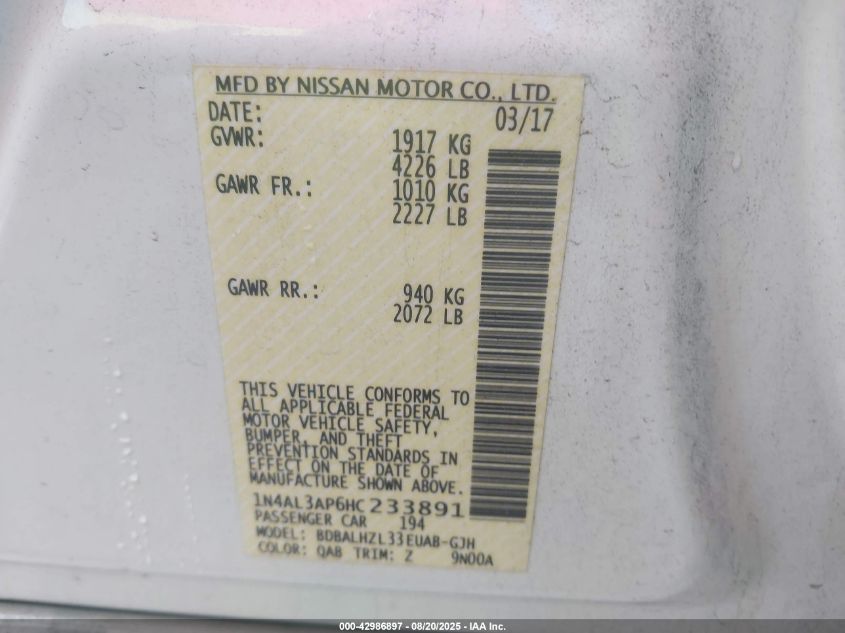 MFD BY NISSAN MOTOR CO., LTD.
DATE: 03/17
GVWR: 1917 KG
4226 LB
GAWR FR.: 1010 KG
2227 LB
GAWR RR.: 940 KG
2072 LB
THIS VEHICLE CONFORMS TO
ALL APPLICABLE FEDERAL
MOTOR VEHICLE SAFETY,
BUMPER, AND THEFT
PREVENTION STANDARDS IN
EFFECT ON THE DATE OF
MANUFACTURE SHOWN ABOVE.
1N4AL3AP6HC233891
PASSENGER CAR 194
MODEL: BDBALHZL33EUAB-GJH
COLOR: QAB TRIM: Z 9N00A
000-42986897 - 08/20/2025 - IAA Inc.